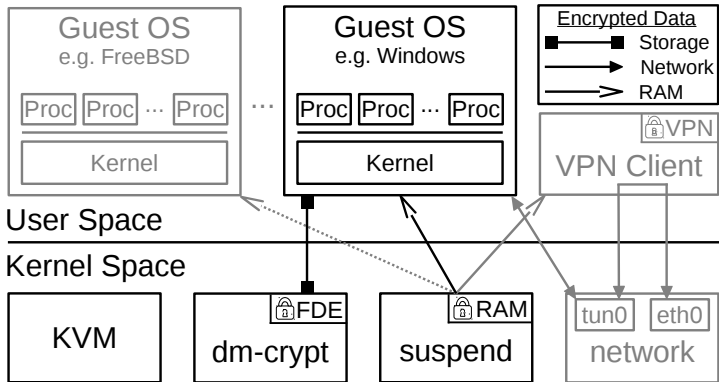 Guest OS
e.g. FreeBSD
Proc Proc ... Proc
Kernel
...
Guest OS
e.g. Windows
Proc Proc ... Proc
Kernel
Encrypted Data
Storage
Network
RAM
VPN
VPN Client
User Space
Kernel Space
KVM
FDE
dm-crypt
RAM
suspend
tun0 eth0
network